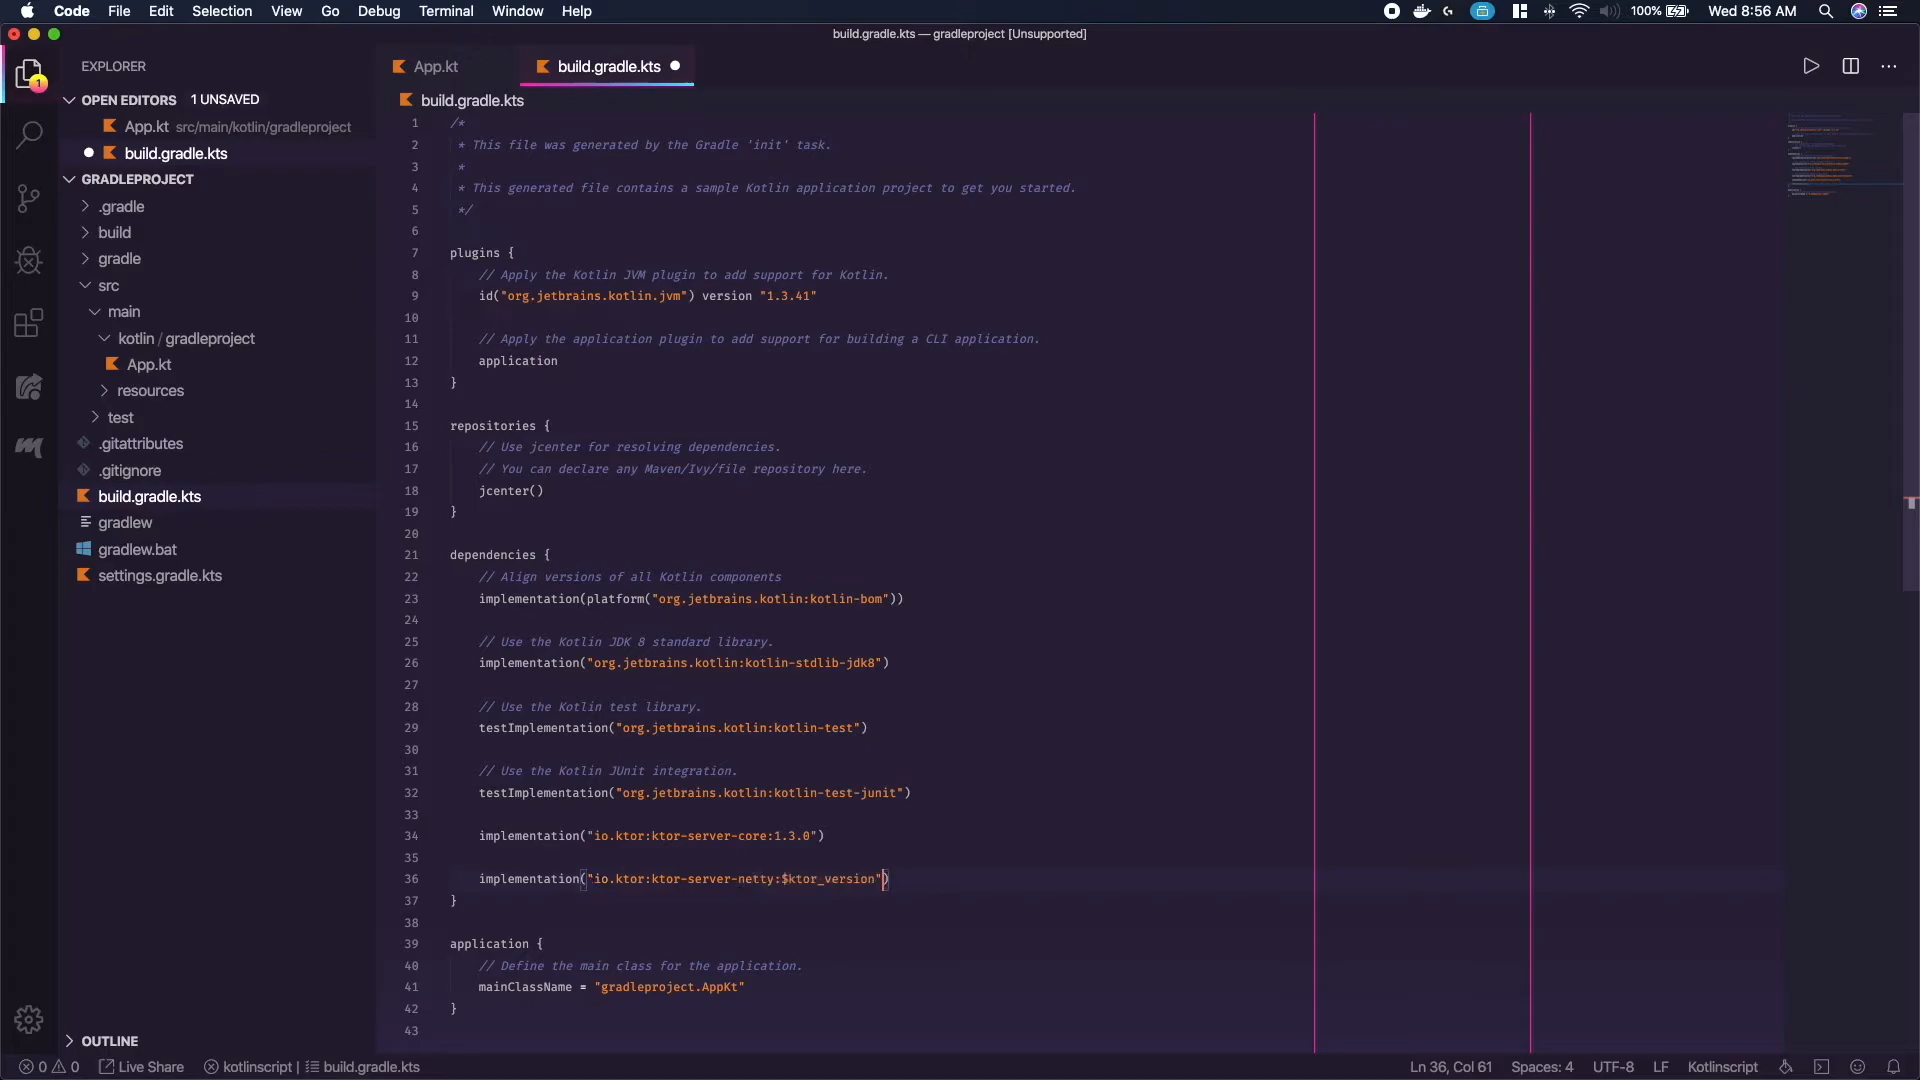 Code File Edit Selection View Go Debug Terminal Window Help
100% Wed 8:56 AM
build.gradle.kts — gradleproject [Unsupported]
EXPLORER
OPEN EDITORS 1 UNSAVED
App.kt src/main/kotlin/gradleproject
build.gradle.kts
GRADLEPROJECT
.gradle
build
gradle
src
main
kotlin / gradleproject
App.kt
resources
test
.gitattributes
.gitignore
build.gradle.kts
gradlew
gradlew.bat
settings.gradle.kts
OUTLINE
1
App.kt build.gradle.kts
build.gradle.kts
1 /*
2 * This file was generated by the Gradle 'init' task.
3 *
4 * This generated file contains a sample Kotlin application project to get you started.
5 */
6
7 plugins {
8 // Apply the Kotlin JVM plugin to add support for Kotlin.
9 id("org.jetbrains.kotlin.jvm") version "1.3.41"
10
11 // Apply the application plugin to add support for building a CLI application.
12 application
13 }
14
15 repositories {
16 // Use jcenter for resolving dependencies.
17 // You can declare any Maven/Ivy/file repository here.
18 jcenter()
19 }
20
21 dependencies {
22 // Align versions of all Kotlin components
23 implementation(platform("org.jetbrains.kotlin:kotlin-bom"))
24
25 // Use the Kotlin JDK 8 standard library.
26 implementation("org.jetbrains.kotlin:kotlin-stdlib-jdk8")
27
28 // Use the Kotlin test library.
29 testImplementation("org.jetbrains.kotlin:kotlin-test")
30
31 // Use the Kotlin JUnit integration.
32 testImplementation("org.jetbrains.kotlin:kotlin-test-junit")
33
34 implementation("io.ktor:ktor-server-core:1.3.0")
35
36 implementation("io.ktor:ktor-server-netty:$ktor_version")
37 }
38
39 application {
40 // Define the main class for the application.
41 mainClassName = "gradleproject.AppKt"
42 }
43
0 0 Live Share kotlinscript | build.gradle.kts
Ln 36, Col 61 Spaces: 4 UTF-8 LF Kotlinscript